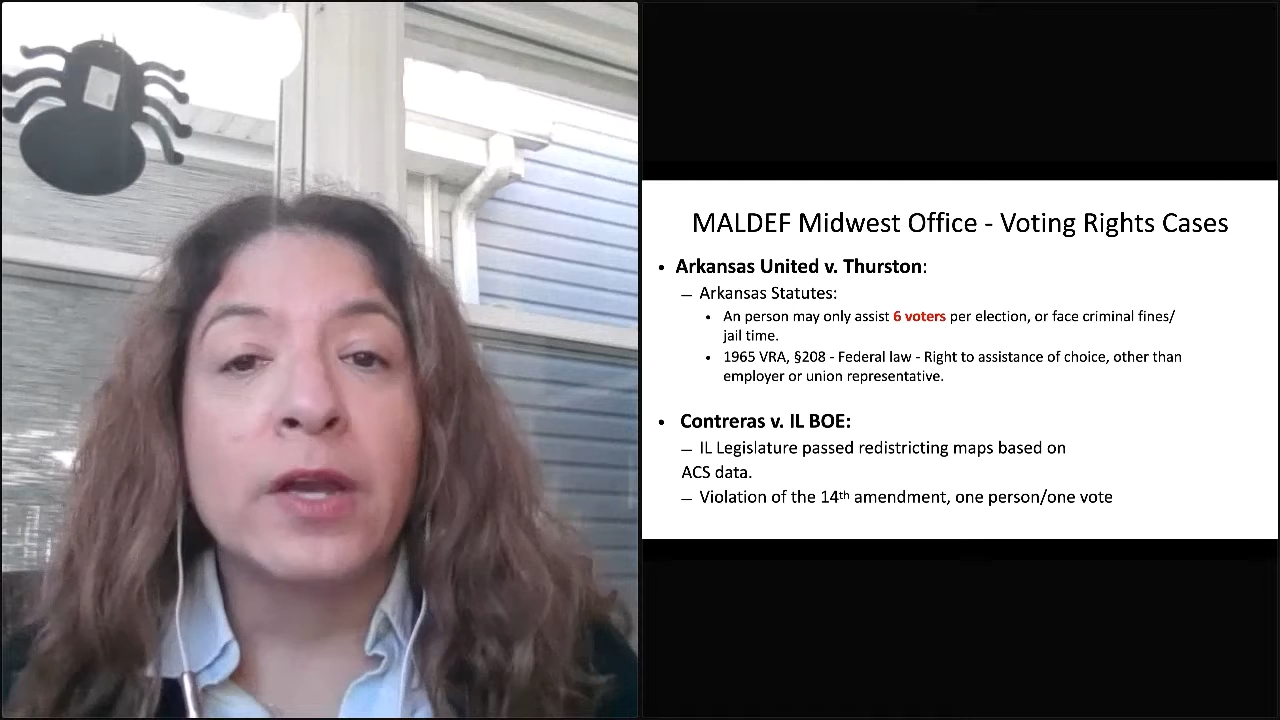 MALDEF Midwest Office - Voting Rights Cases
• Arkansas United v. Thurston:
– Arkansas Statutes:
• An person may only assist 6 voters per election, or face criminal fines/
jail time.
• 1965 VRA, §208 - Federal law - Right to assistance of choice, other than
employer or union representative.
• Contreras v. IL BOE:
– IL Legislature passed redistricting maps based on
ACS data.
– Violation of the 14th amendment, one person/one vote